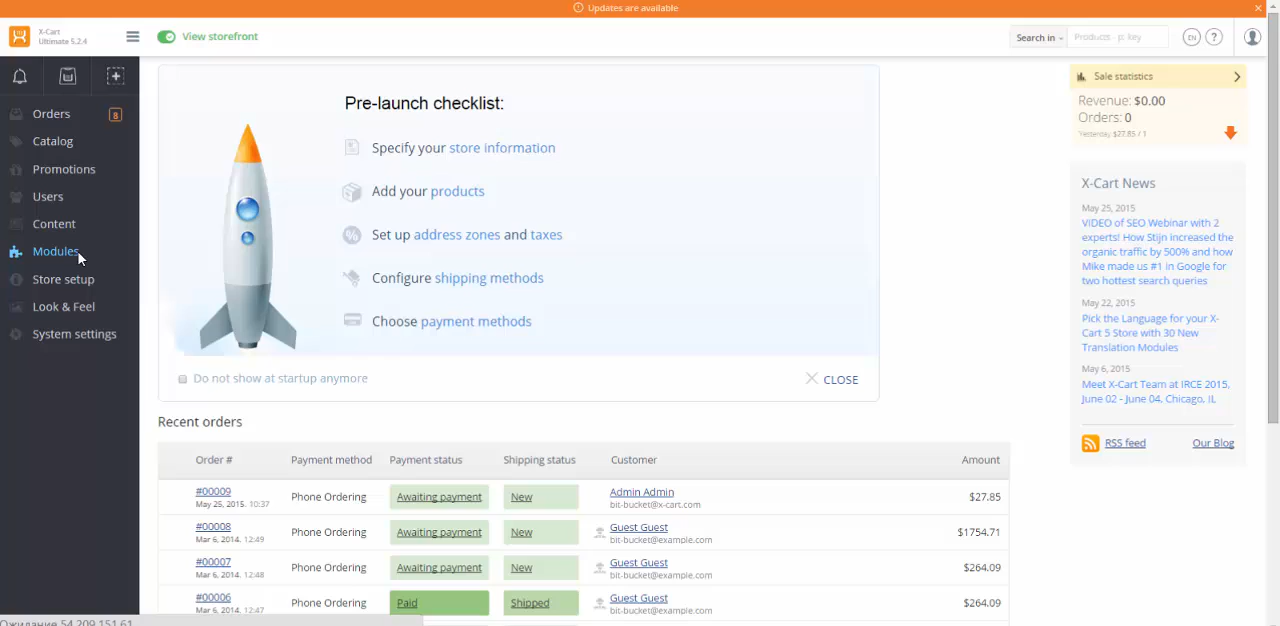 Updates are available
X-Cart
Ultimate 5.2.4
View storefront
Search in
Products
key
EN
?
Orders 8
Catalog
Promotions
Users
Content
Modules
Store setup
Look & Feel
System settings
Pre-launch checklist:
Specify your store information
Add your products
Set up address zones and taxes
Configure shipping methods
Choose payment methods
Do not show at startup anymore
CLOSE
Sale statistics
Revenue: $0.00
Orders: 0
Yesterday $27.85 / 1
X-Cart News
May 25, 2015
VIDEO of SEO Webinar with 2
experts! How Stijn increased the
organic traffic by 500% and how
Mike made us #1 in Google for
two hottest search queries
May 22, 2015
Pick the Language for your X-
Cart 5 Store with 30 New
Translation Modules
May 6, 2015
Meet X-Cart Team at IRCE 2015,
June 02 - June 04, Chicago, IL
RSS feed Our Blog
Recent orders
Order # Payment method Payment status Shipping status Customer Amount
#00009 Phone Ordering Awaiting payment New Admin Admin $27.85
May 25, 2015, 10:37 bit-bucket@x-cart.com
#00008 Phone Ordering Awaiting payment New Guest Guest $1754.71
Mar 6, 2014, 12:49 bit-bucket@example.com
#00007 Phone Ordering Awaiting payment New Guest Guest $264.09
Mar 6, 2014, 12:48 bit-bucket@example.com
#00006 Phone Ordering Paid Shipped Guest Guest $264.09
Mar 6, 2014, 12:47 bit-bucket@example.com
Ожидание 54.209.151.61